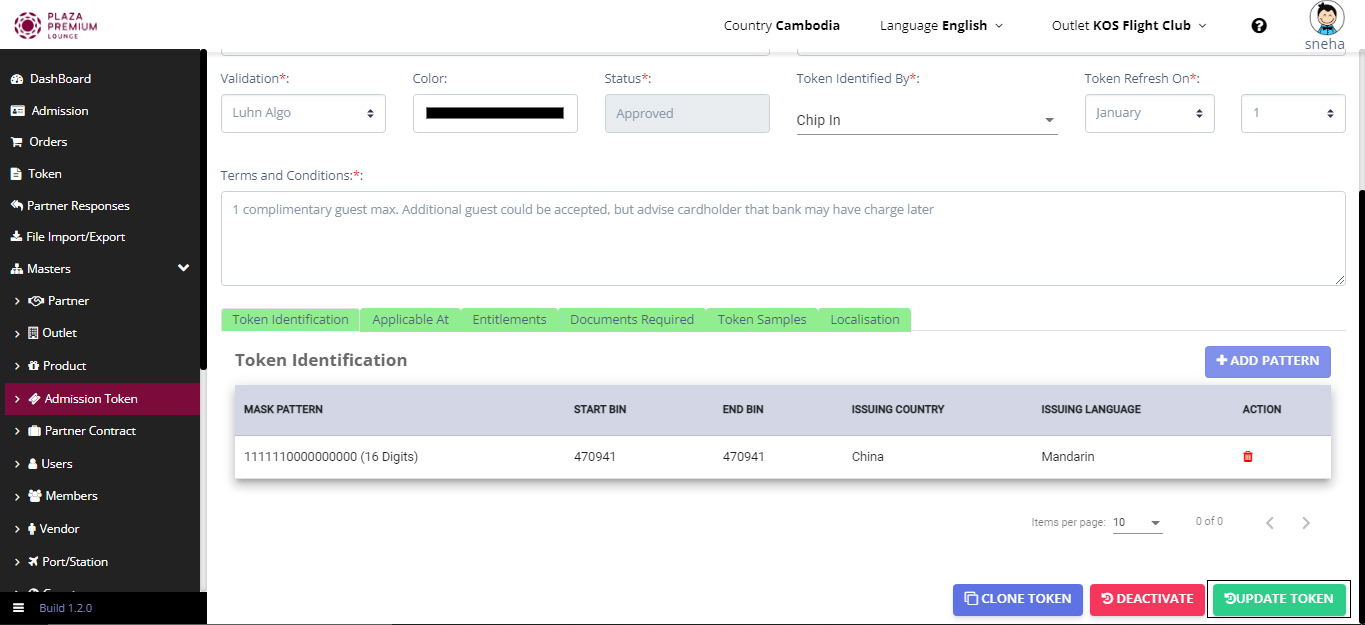 PLAZA
PREMIUM
LOUNGE
Country Cambodia
Language English
Outlet KOS Flight Club
sneha
DashBoard
Admission
Orders
Token
Partner Responses
File Import/Export
Masters
Partner
Outlet
Product
Admission Token
Partner Contract
Users
Members
Vendor
Port/Station
Build 1.2.0
Validation*:
Color:
Status*:
Token Identified By*:
Token Refresh On*:
Luhn Algo
Approved
Chip In
January
1
Terms and Conditions:*:
1 complimentary guest max. Additional guest could be accepted, but advise cardholder that bank may have charge later
Token Identification
Applicable At
Entitlements
Documents Required
Token Samples
Localisation
Token Identification
ADD PATTERN
MASK PATTERN START BIN END BIN ISSUING COUNTRY ISSUING LANGUAGE ACTION
1111110000000000 (16 Digits) 470941 470941 China Mandarin
Items per page: 10 0 of 0
CLONE TOKEN
DEACTIVATE
UPDATE TOKEN